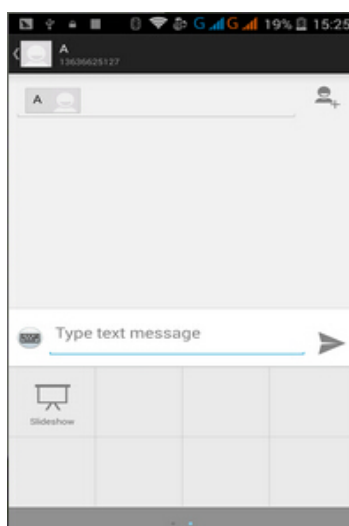 G G 19% 15:25
A
13636625127
A
Type text message
Slideshow